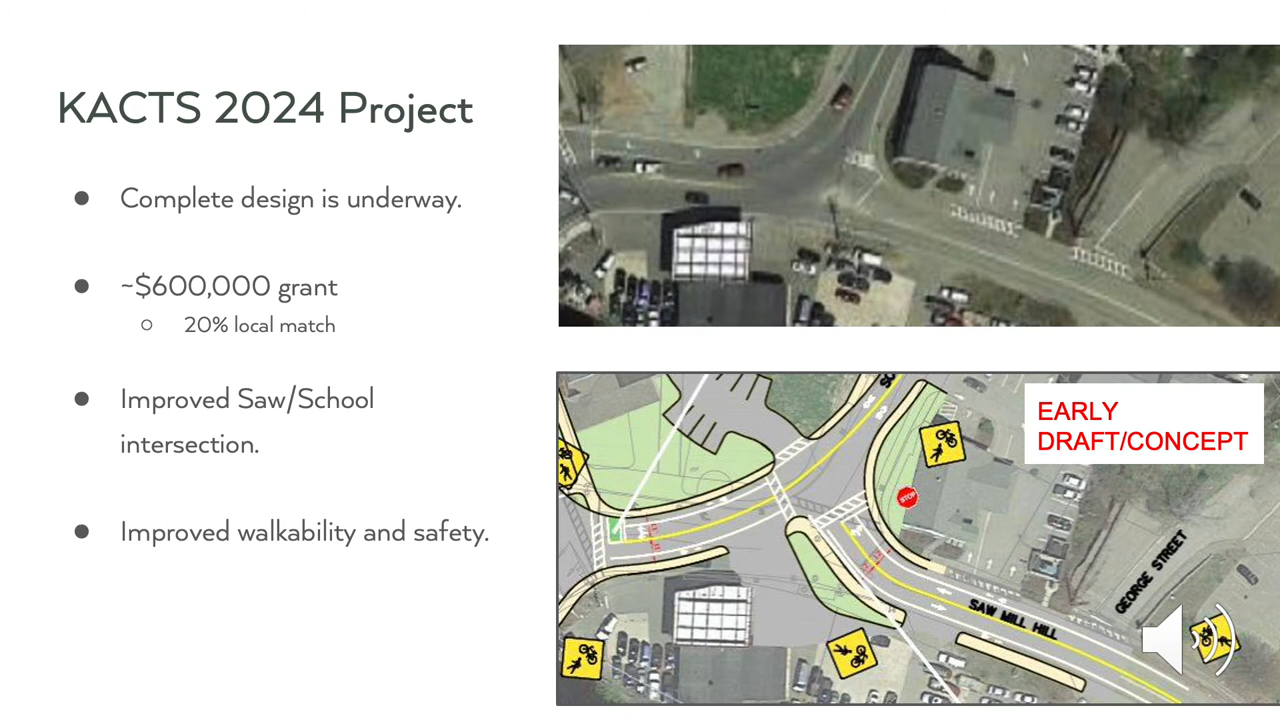 KACTS 2024 Project
● Complete design is underway.
● ~$600,000 grant
○ 20% local match
● Improved Saw/School
intersection.
● Improved walkability and safety.
EARLY
DRAFT/CONCEPT
STOP
GEORGE STREET
SAW MILL HILL